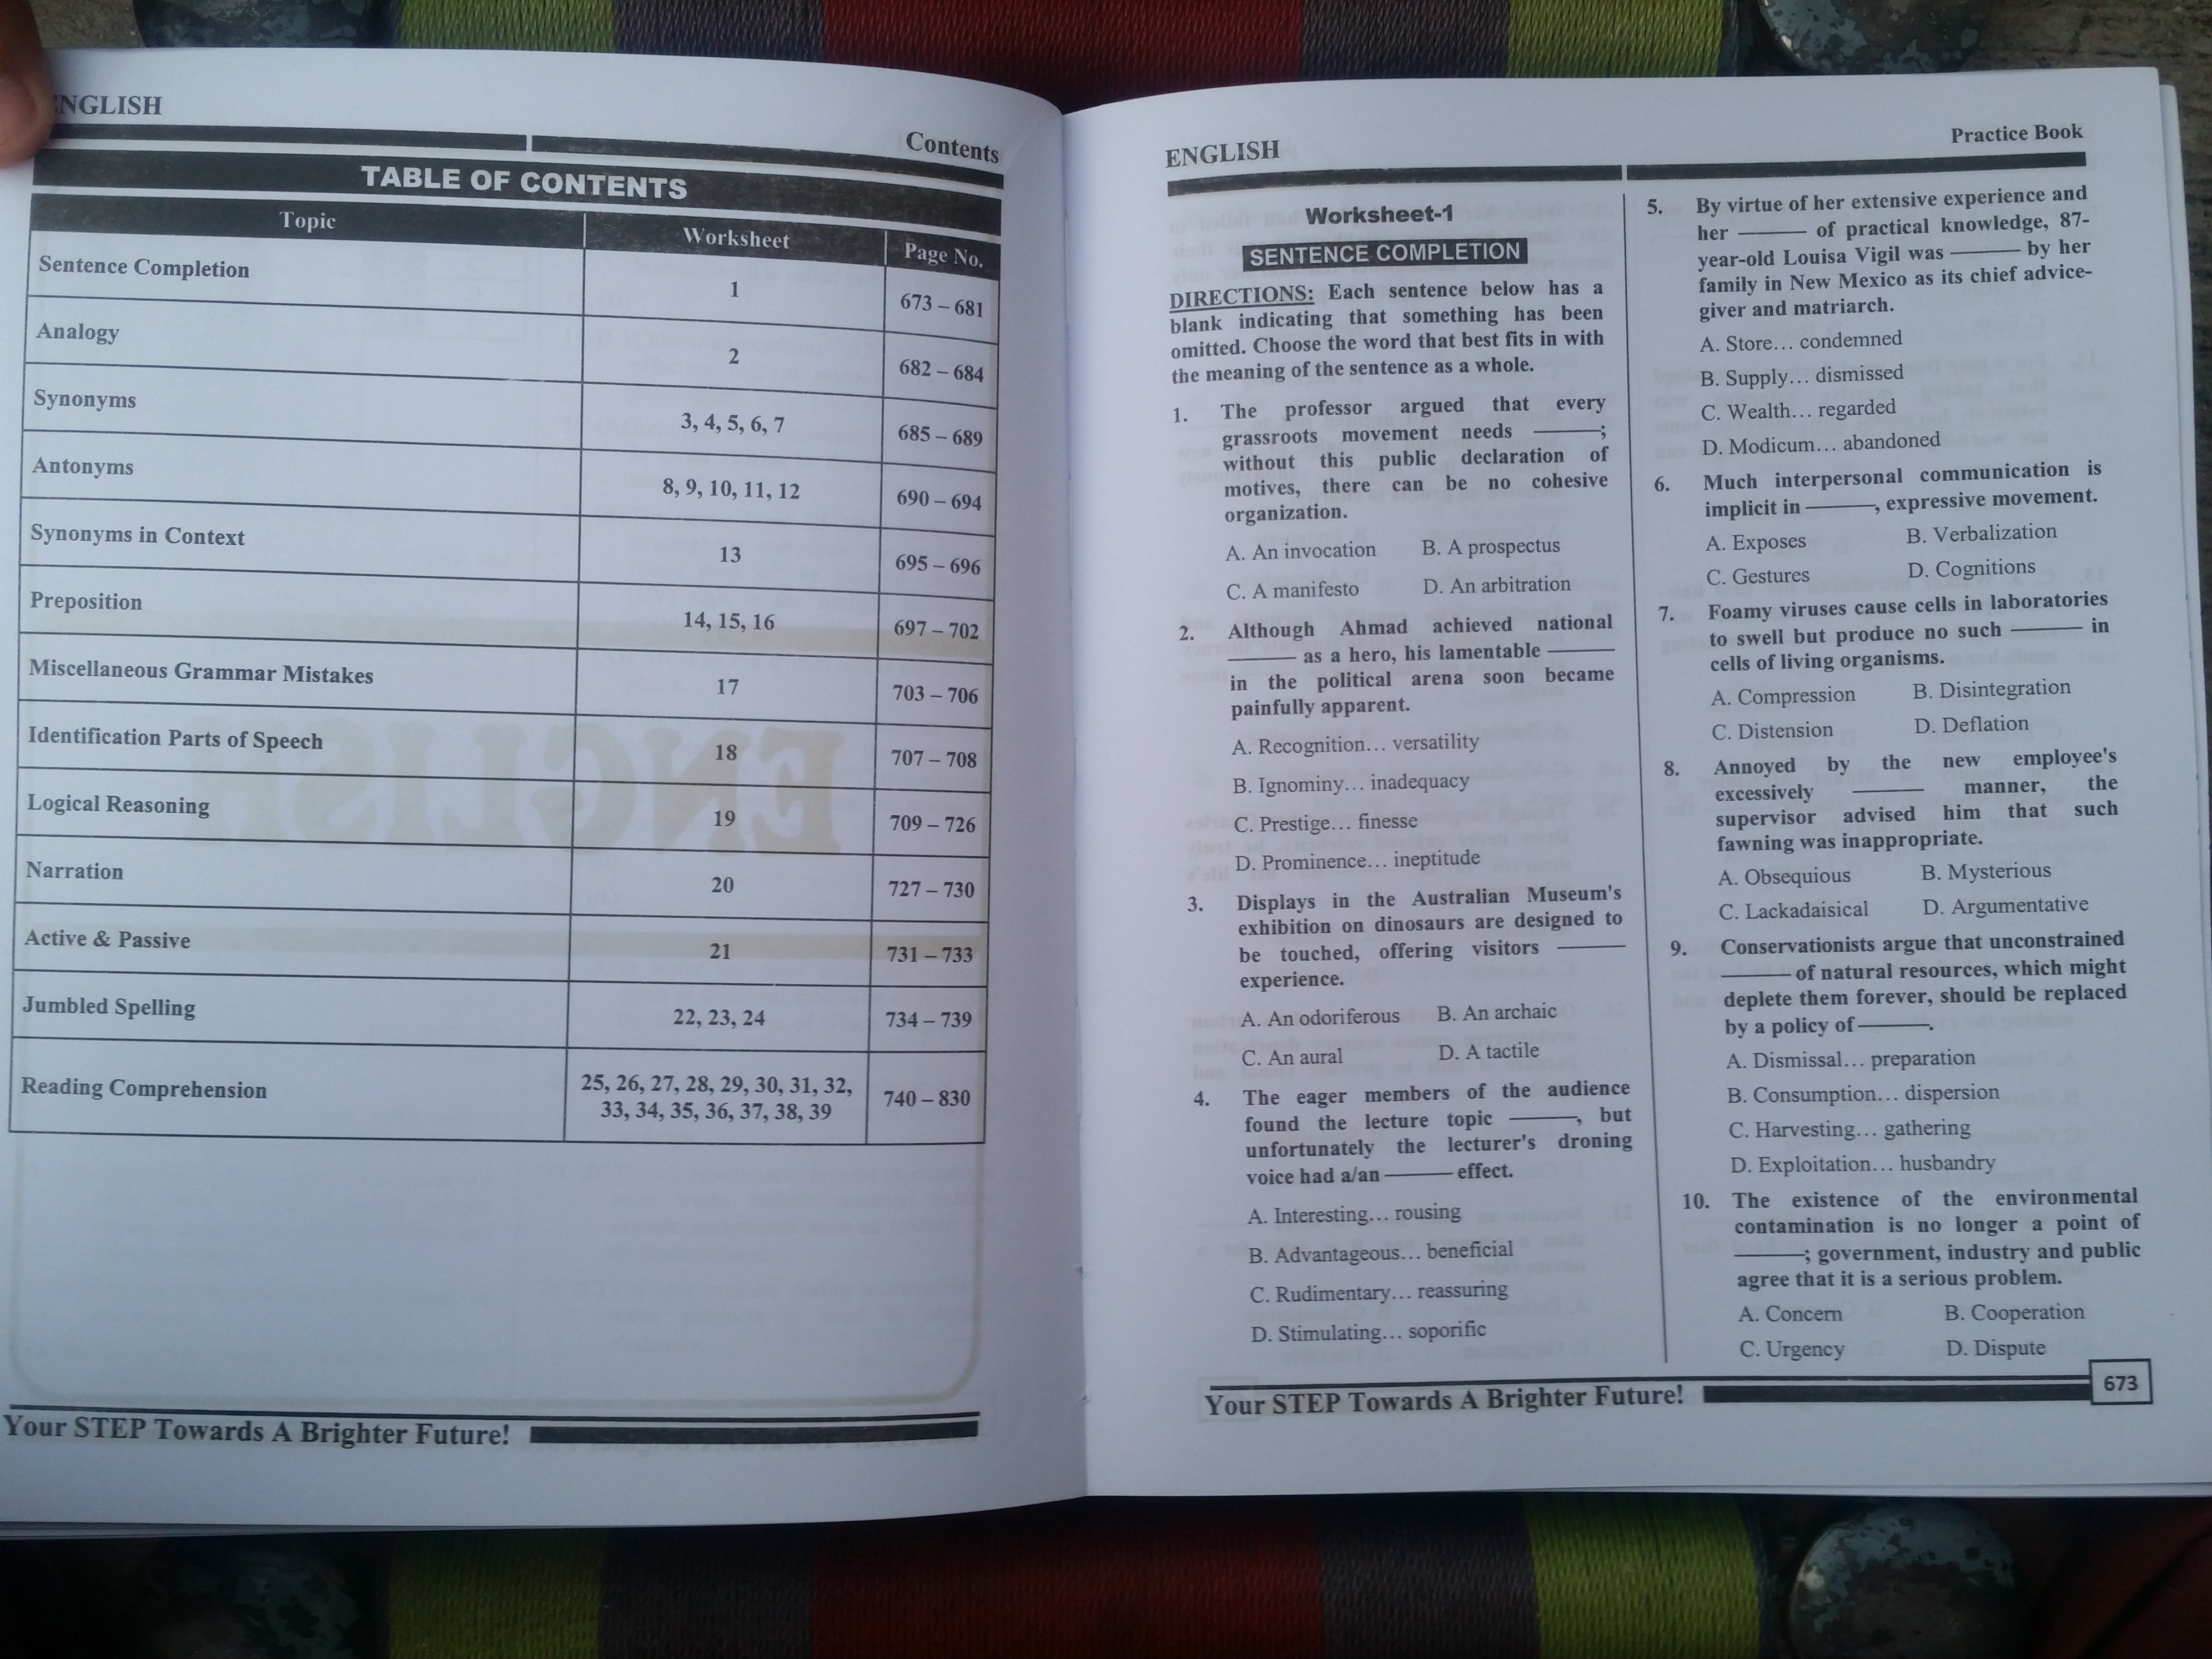 ENGLISH
Contents
TABLE OF CONTENTS
Topic Worksheet Page No.
Sentence Completion 1 673 – 681
Analogy 2 682 – 684
Synonyms 3, 4, 5, 6, 7 685 – 689
Antonyms 8, 9, 10, 11, 12 690 – 694
Synonyms in Context 13 695 – 696
Preposition 14, 15, 16 697 – 702
Miscellaneous Grammar Mistakes 17 703 – 706
Identification Parts of Speech 18 707 – 708
Logical Reasoning 19 709 – 726
Narration 20 727 – 730
Active & Passive 21 731 – 733
Jumbled Spelling 22, 23, 24 734 – 739
Reading Comprehension 25, 26, 27, 28, 29, 30, 31, 32,
33, 34, 35, 36, 37, 38, 39 740 – 830
Your STEP Towards A Brighter Future!
ENGLISH
Practice Book
Worksheet-1
SENTENCE COMPLETION
DIRECTIONS: Each sentence below has a
blank indicating that something has been
omitted. Choose the word that best fits in with
the meaning of the sentence as a whole.
1. The professor argued that every
grassroots movement needs ———;
without this public declaration of
motives, there can be no cohesive
organization.
A. An invocation B. A prospectus
C. A manifesto D. An arbitration
2. Although Ahmad achieved national
——— as a hero, his lamentable ———
in the political arena soon became
painfully apparent.
A. Recognition… versatility
B. Ignominy… inadequacy
C. Prestige… finesse
D. Prominence… ineptitude
3. Displays in the Australian Museum's
exhibition on dinosaurs are designed to
be touched, offering visitors ———
experience.
A. An odoriferous B. An archaic
C. An aural D. A tactile
4. The eager members of the audience
found the lecture topic ———, but
unfortunately the lecturer's droning
voice had a/an ——— effect.
A. Interesting… rousing
B. Advantageous… beneficial
C. Rudimentary… reassuring
D. Stimulating… soporific
5. By virtue of her extensive experience and
her ——— of practical knowledge, 87-
year-old Louisa Vigil was ——— by her
family in New Mexico as its chief advice-
giver and matriarch.
A. Store… condemned
B. Supply… dismissed
C. Wealth… regarded
D. Modicum… abandoned
6. Much interpersonal communication is
implicit in ———, expressive movement.
A. Exposes B. Verbalization
C. Gestures D. Cognitions
7. Foamy viruses cause cells in laboratories
to swell but produce no such ——— in
cells of living organisms.
A. Compression B. Disintegration
C. Distension D. Deflation
8. Annoyed by the new employee's
excessively ——— manner, the
supervisor advised him that such
fawning was inappropriate.
A. Obsequious B. Mysterious
C. Lackadaisical D. Argumentative
9. Conservationists argue that unconstrained
——— of natural resources, which might
deplete them forever, should be replaced
by a policy of ———.
A. Dismissal… preparation
B. Consumption… dispersion
C. Harvesting… gathering
D. Exploitation… husbandry
10. The existence of the environmental
contamination is no longer a point of
———; government, industry and public
agree that it is a serious problem.
A. Concern B. Cooperation
C. Urgency D. Dispute
Your STEP Towards A Brighter Future!
673